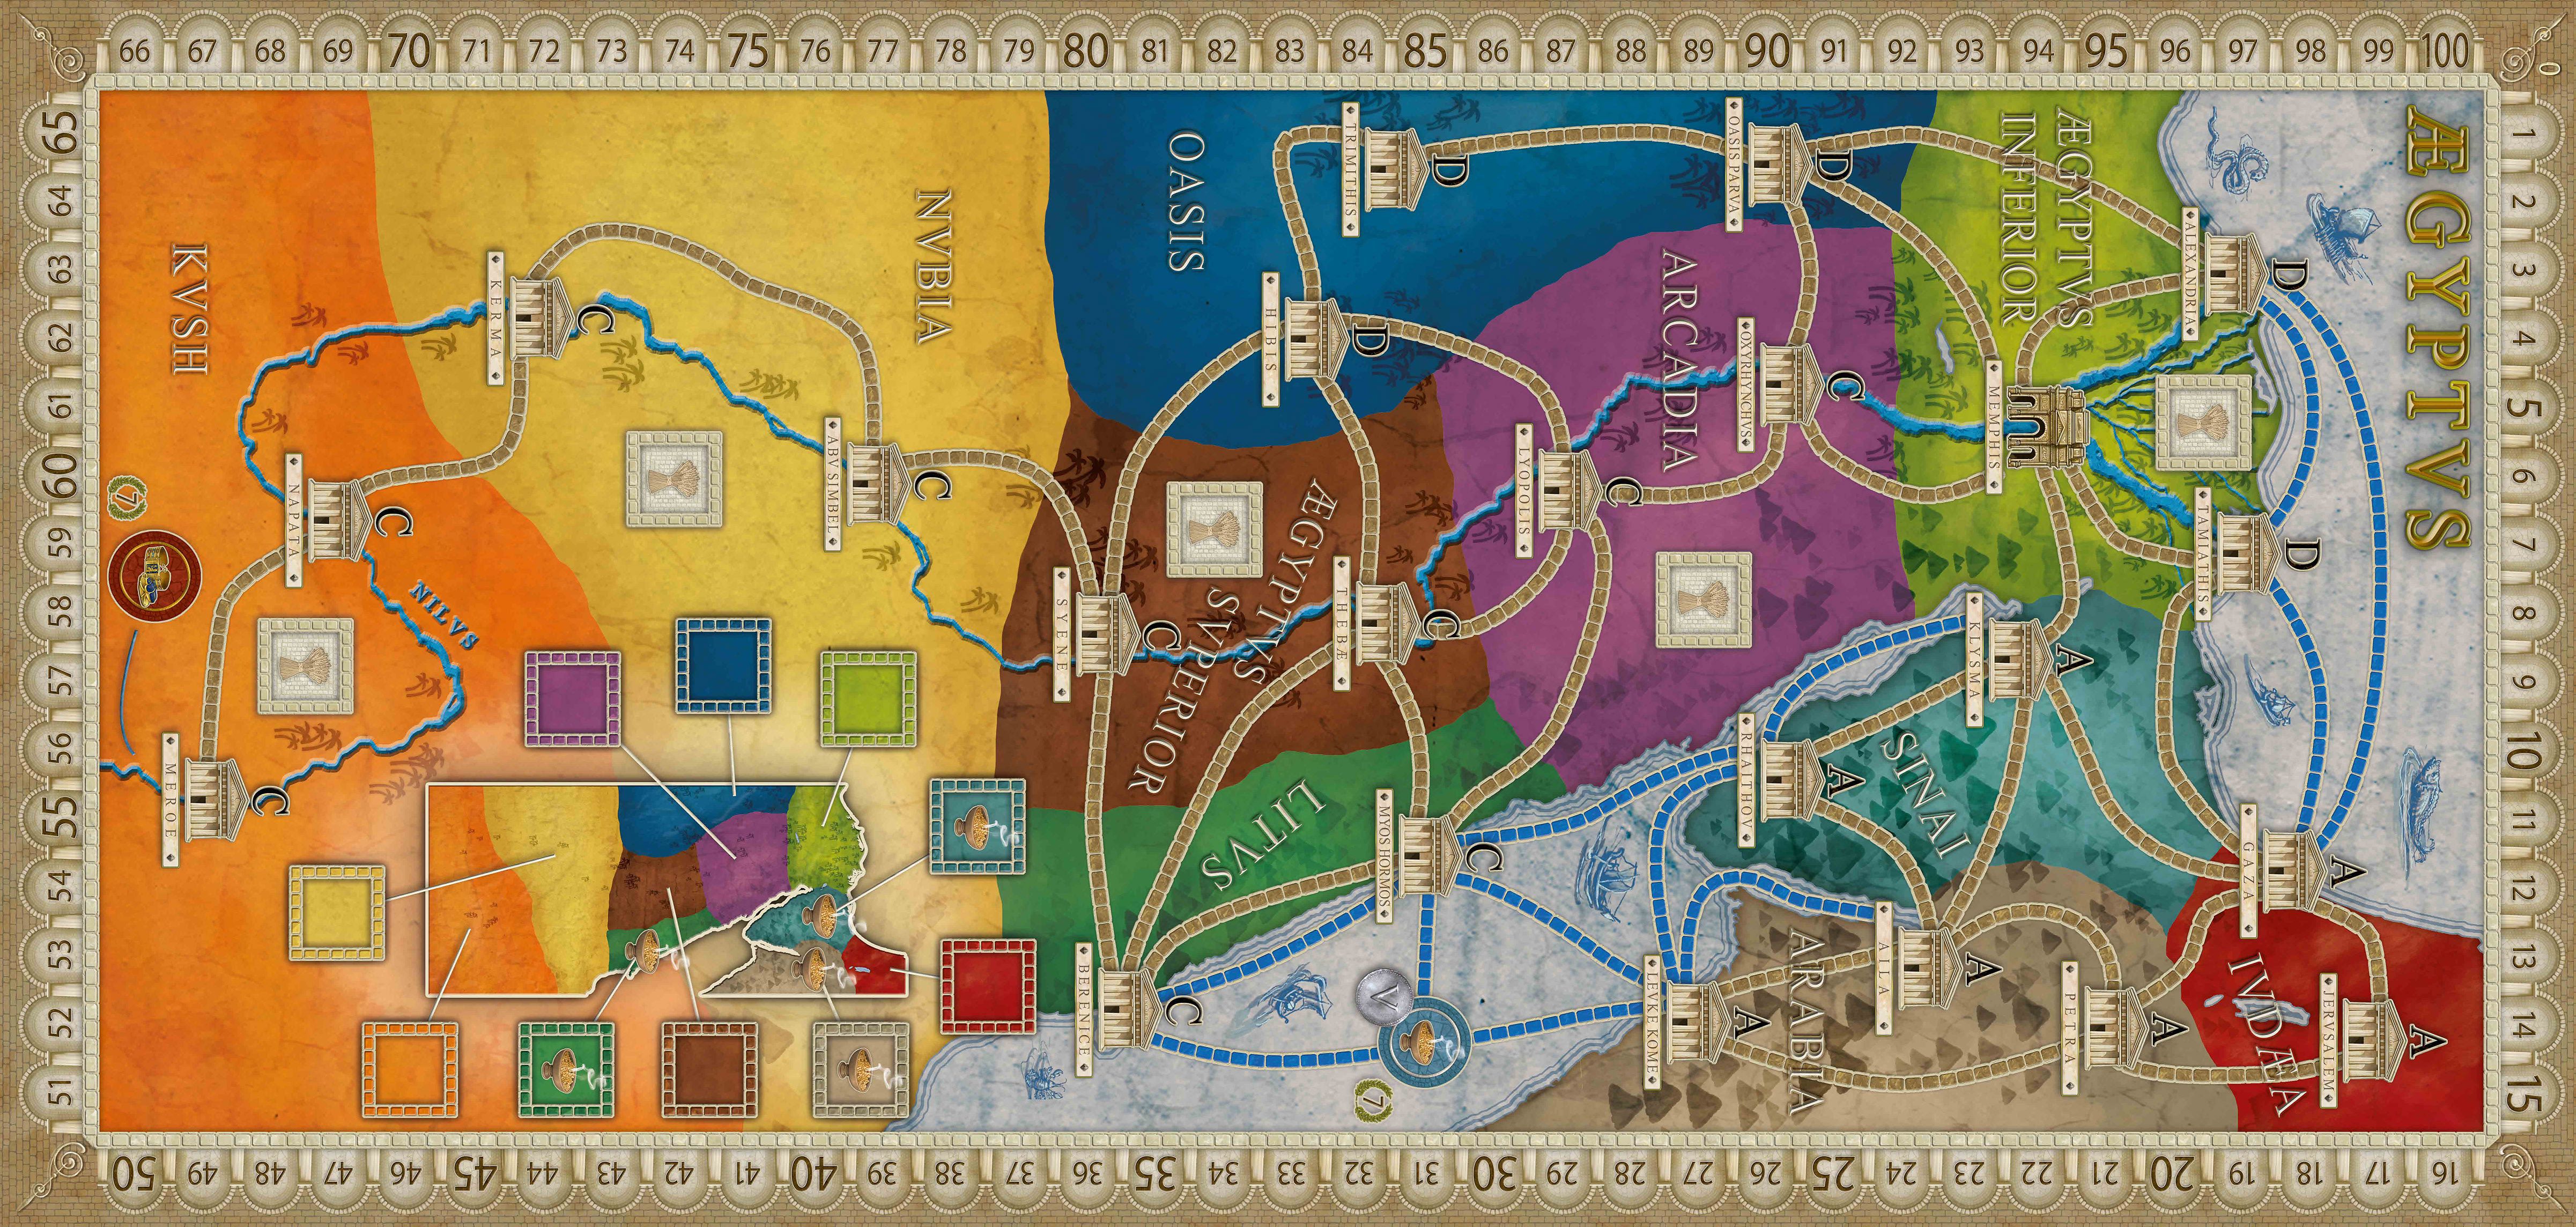 66 67 68 69 70 71 72 73 74 75 76 77 78 79 80 81 82 83 84 85 86 87 88 89 90 91 92 93 94 95 96 97 98 99 100
0
1
2
3
4
5
6
7
8
9
10
11
12
13
14
15
16 17 18 19 20 21 22 23 24 25 26 27 28 29 30 31 32 33 34 35 36 37 38 39 40 41 42 43 44 45 46 47 48 49 50
51
52
53
54
55
56
57
58
59
60
61
62
63
64
65
ÆGYPTVS
ÆGYPTVS
INFERIOR
ALEXANDRIA
D
TAMIATHIS
D
MEMPHIS
OASIS
OASIS PARVA
D
TRIMITHIS
D
HIBIS
D
ARCADIA
OXYRHYNCHVS
C
LYOPOLIS
C
ÆGYPTVS
SVPERIOR
THEBÆ
C
SYENE
C
NVBIA
ABV SIMBEL
C
KERMA
C
KVSH
NAPATA
C
NILVS
MEROE
C
7
LITVS
MYOS HORMOS
C
BERENICE
C
V
7
SINAI
KLYSMA
A
RHAITHOV
A
ARABIA
AILA
A
LEVKE KOME
A
PETRA
A
IVDÆA
GAZA
A
JERVSALEM
A